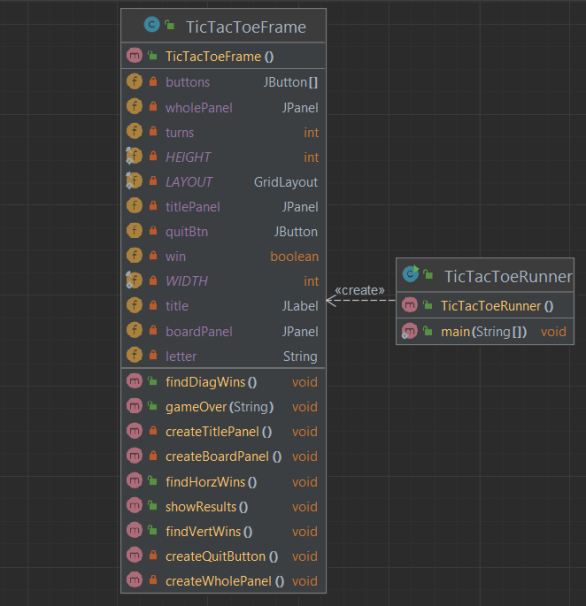 TicTacToeFrame
TicTacToeFrame()
buttons JButton[]
wholePanel JPanel
turns int
HEIGHT int
LAYOUT GridLayout
titlePanel JPanel
quitBtn JButton
win boolean
WIDTH int
title JLabel
boardPanel JPanel
letter String
findDiagWins() void
gameOver(String) void
createTitlePanel() void
createBoardPanel() void
findHorzWins() void
showResults() void
findVertWins() void
createQuitButton() void
createWholePanel() void
«create»
TicTacToeRunner
TicTacToeRunner()
main(String[]) void